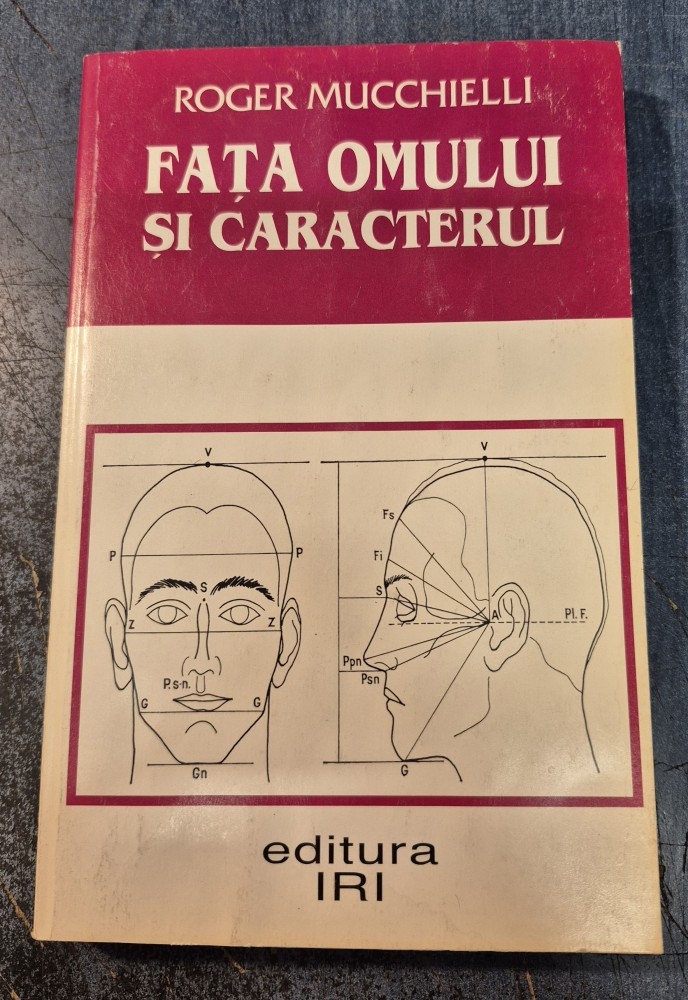 ROGER MUCCHIELLI
FAȚA OMULUI
ȘI CARACTERUL
V
P P
S
Z Z
P.s-n.
G G
Gn
V
Fs
Fi
S
A
Pl. F.
Ppn
Psn
G
editura
IRI